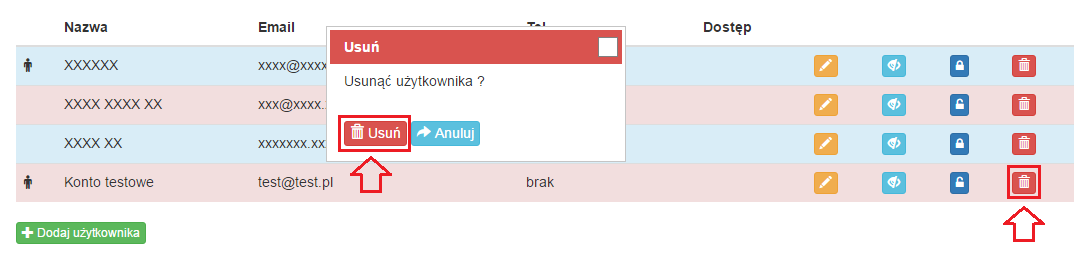 Nazwa Email Tel Dostęp
Usuń
XXXXXX xxxx@xxxx
Usunąć użytkownika ?
XXXX XXXX XX xxx@xxxx.
Usuń Anuluj
XXXX XX xxxxxxx.xx
Konto testowe test@test.pl brak
Dodaj użytkownika